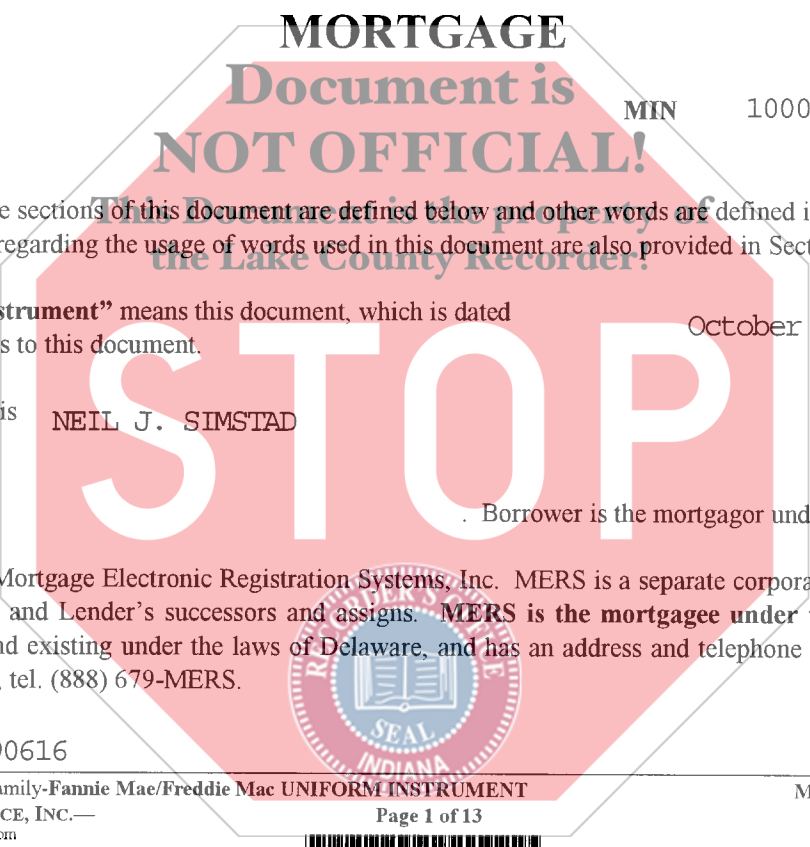 MORTGAGE
Document is
MIN 1000
NOT OFFICIAL!
e sections of this document are defined below and other words are defined i
This Document is the property of
regarding the usage of words used in this document are also provided in Sect
the Lake County Recorder!
strument” means this document, which is dated
October
s to this document.
is NEIL J. SIMSTAD
STOP
. Borrower is the mortgagor und
Mortgage Electronic Registration Systems, Inc. MERS is a separate corpora
and Lender’s successors and assigns. MERS is the mortgagee under
nd existing under the laws of Delaware, and has an address and telephone
, tel. (888) 679-MERS.
RECORDER'S OFFICE
SEAL
INDIANA
0616
amily-Fannie Mae/Freddie Mac UNIFORM INSTRUMENT
M
CE, INC.—
Page 1 of 13
om